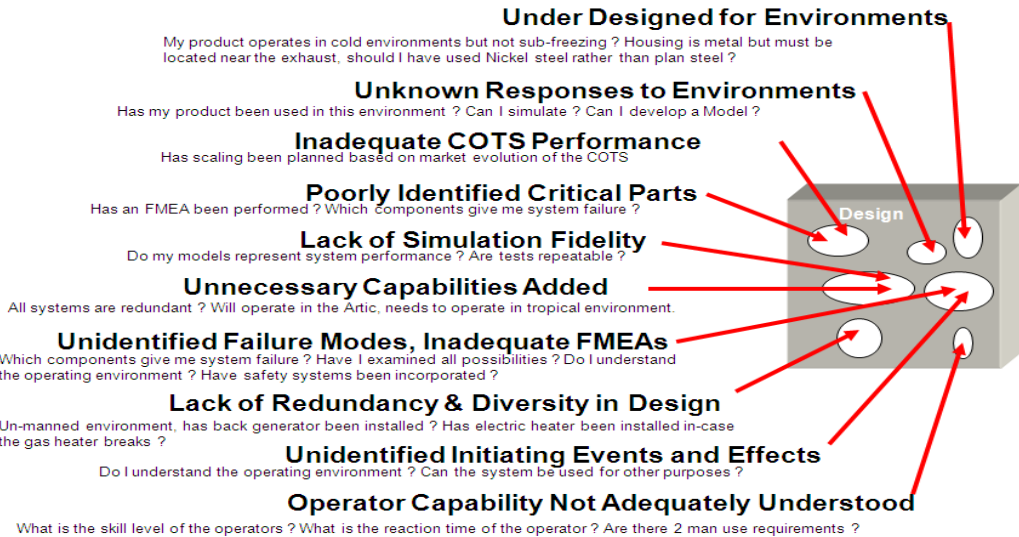 Under Designed for Environments
My product operates in cold environments but not sub-freezing ? Housing is metal but must be
located near the exhaust, should I have used Nickel steel rather than plan steel ?
Unknown Responses to Environments
Has my product been used in this environment ? Can I simulate ? Can I develop a Model ?
Inadequate COTS Performance
Has scaling been planned based on market evolution of the COTS
Poorly Identified Critical Parts
Has an FMEA been performed ? Which components give me system failure ?
Design
Lack of Simulation Fidelity
Do my models represent system performance ? Are tests repeatable ?
Unnecessary Capabilities Added
All systems are redundant ? Will operate in the Artic, needs to operate in tropical environment.
Unidentified Failure Modes, Inadequate FMEAs
Which components give me system failure ? Have I examined all possibilities ? Do I understand
the operating environment ? Have safety systems been incorporated ?
Lack of Redundancy & Diversity in Design
Un-manned environment, has back generator been installed ? Has electric heater been installed in-case
the gas heater breaks ?
Unidentified Initiating Events and Effects
Do I understand the operating environment ? Can the system be used for other purposes ?
Operator Capability Not Adequately Understood
What is the skill level of the operators ? What is the reaction time of the operator ? Are there 2 man use requirements ?